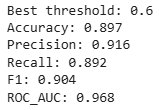 Best threshold: 0.6
Accuracy: 0.897
Precision: 0.916
Recall: 0.892
F1: 0.904
ROC_AUC: 0.968